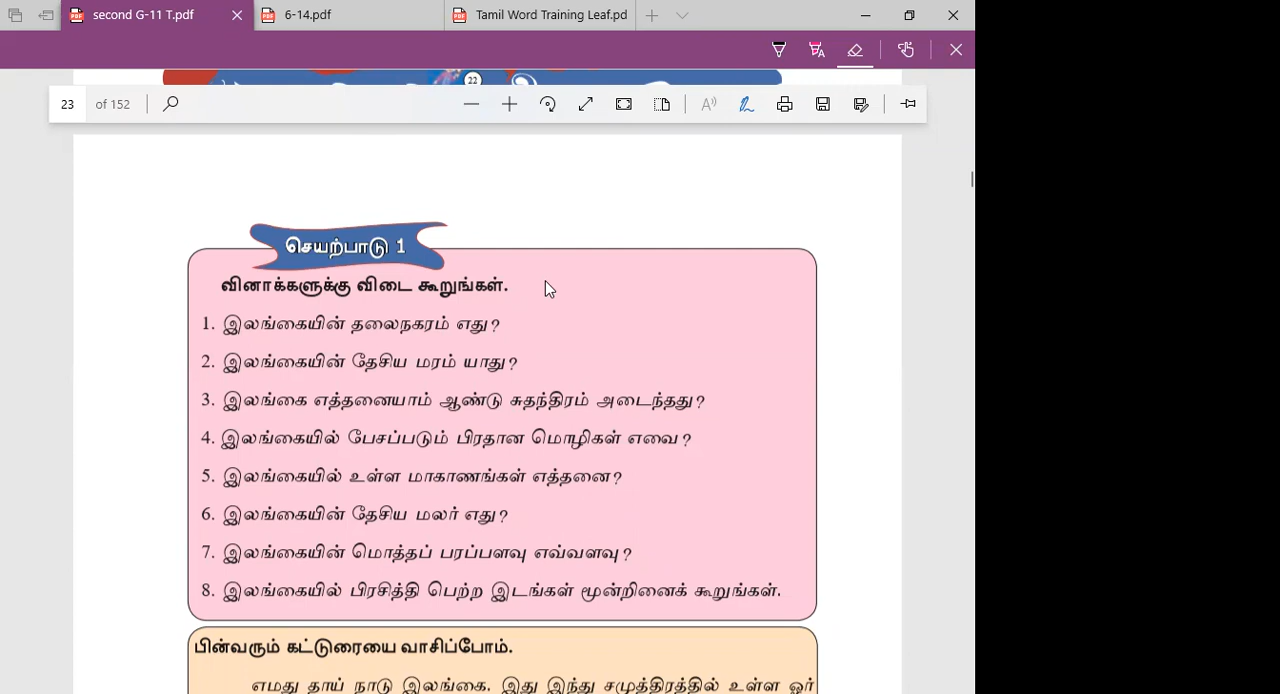 second G-11 T.pdf
6-14.pdf
Tamil Word Training Leaf.pd
22
23 of 152
செயற்பாடு 1
வினாக்களுக்கு விடை கூறுங்கள்.
1. இலங்கையின் தலைநகரம் எது?
2. இலங்கையின் தேசிய மரம் யாது?
3. இலங்கை எத்தனையாம் ஆண்டு சுதந்திரம் அடைந்தது?
4. இலங்கையில் பேசப்படும் பிரதான மொழிகள் எவை?
5. இலங்கையில் உள்ள மாகாணங்கள் எத்தனை?
6. இலங்கையின் தேசிய மலர் எது?
7. இலங்கையின் மொத்தப் பரப்பளவு எவ்வளவு?
8. இலங்கையில் பிரசித்தி பெற்ற இடங்கள் மூன்றினைக் கூறுங்கள்.
பின்வரும் கட்டுரையை வாசிப்போம்.
எமது தாய் நாடு இலங்கை. இது இந்து சமுத்திரத்தில் உள்ள ஓர்